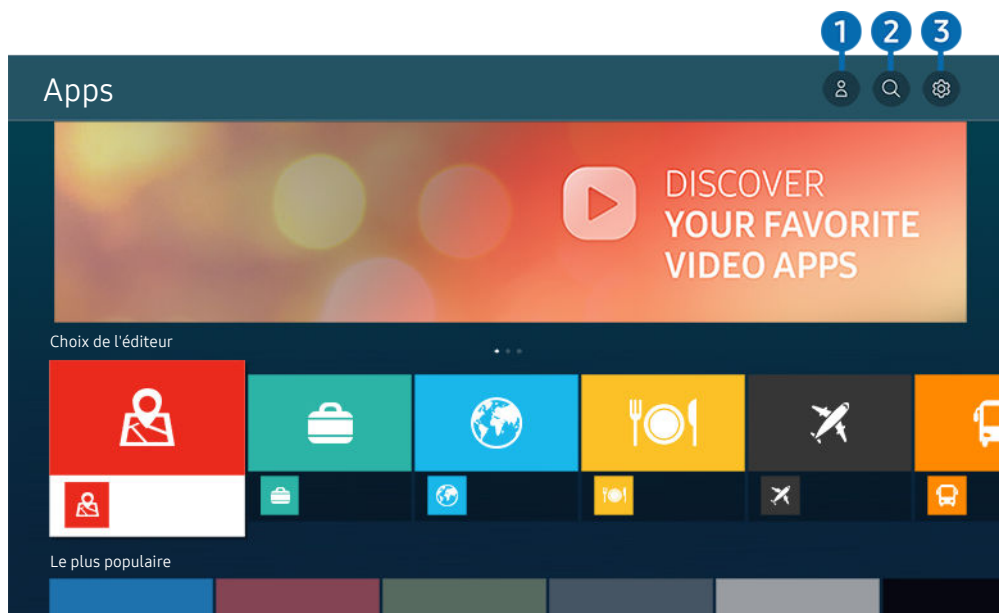 1 2 3
Apps
DISCOVER
YOUR FAVORITE
VIDEO APPS
Choix de l'éditeur
Le plus populaire